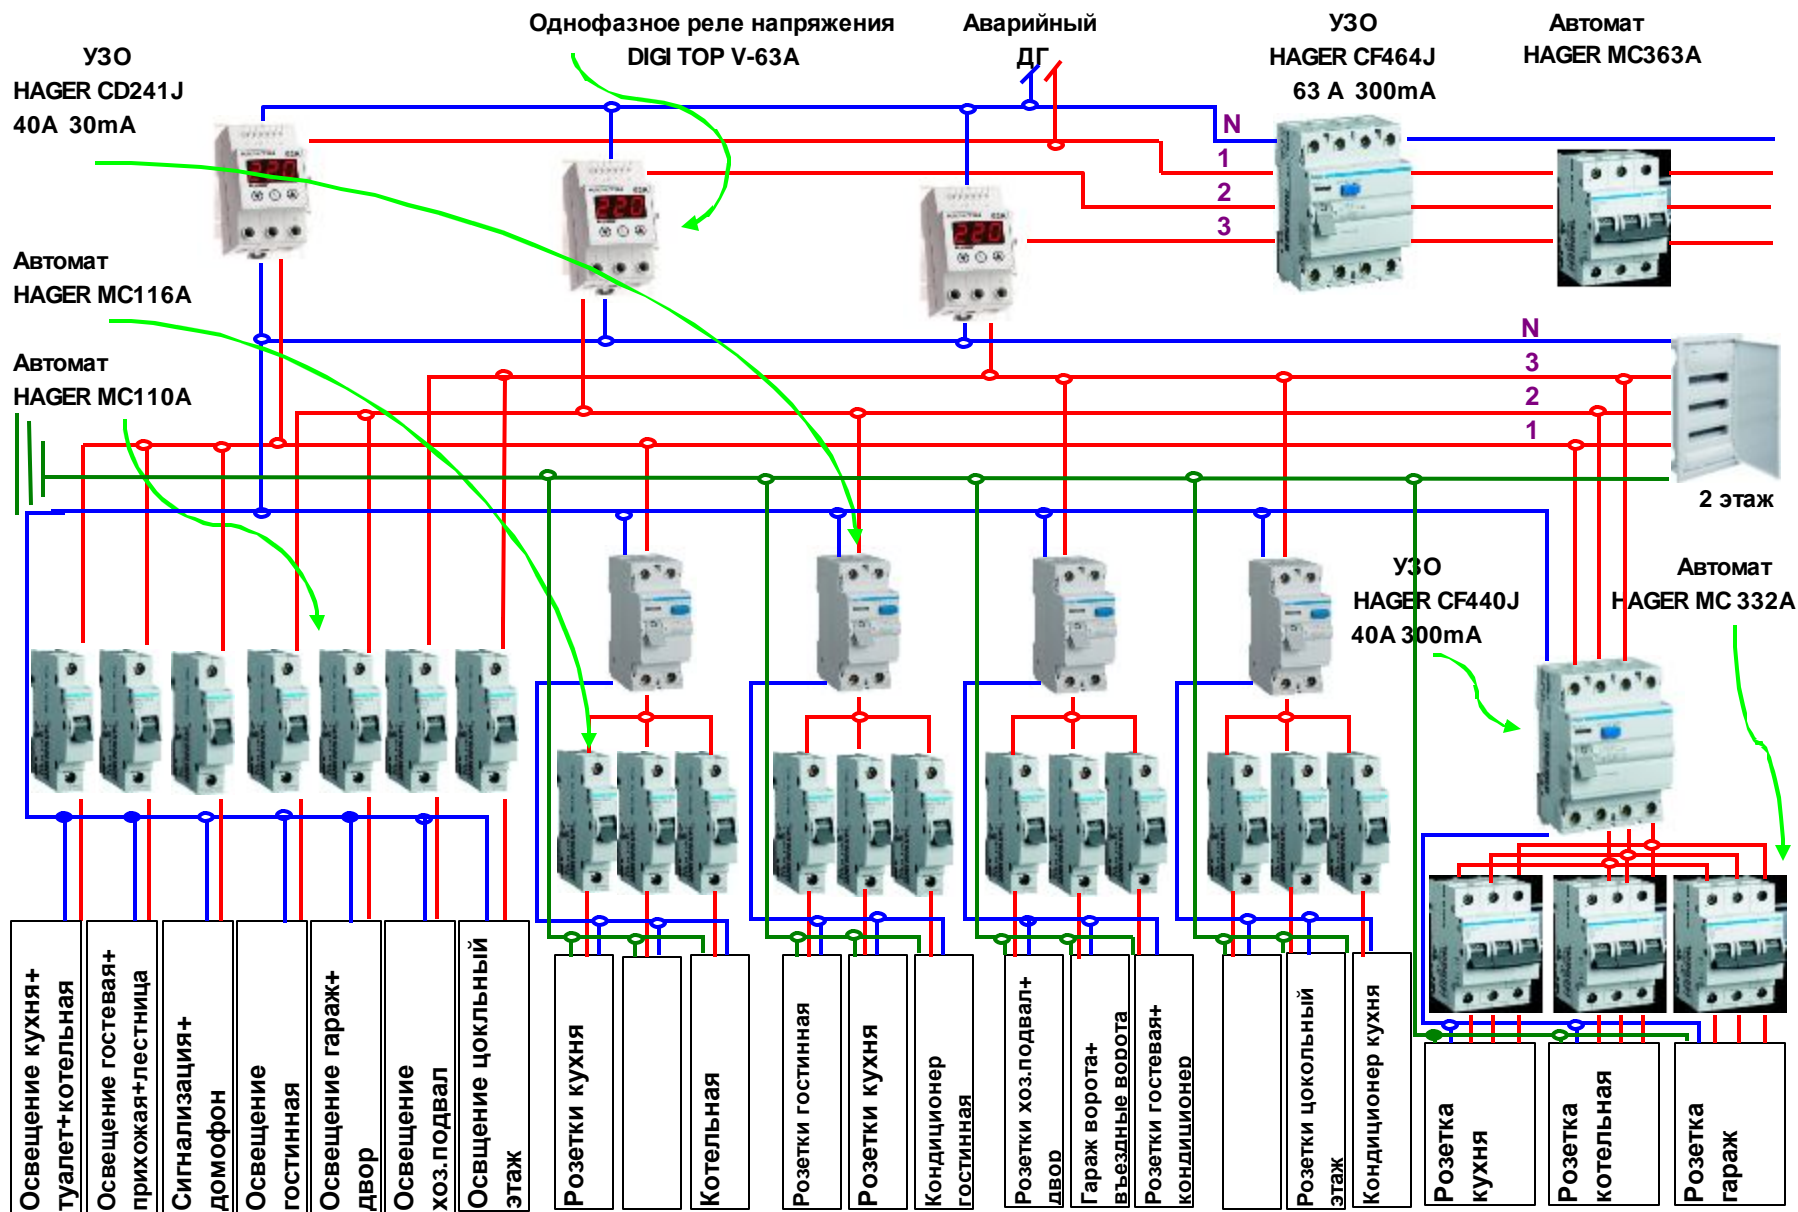 УЗО
HAGER CD241J
40A 30mA
Однофазное реле напряжения
DIGI TOP V-63A
Аварийный
ДГ
УЗО
HAGER CF464J
63 A 300mA
Автомат
HAGER MC363A
N
1
2
3
220
220
220
Автомат
HAGER MC116A
Автомат
HAGER MC110A
N
3
2
1
2 этаж
УЗО
HAGER CF440J
40A 300mA
Автомат
HAGER MC 332A
Освещение кухня+
туалет+котельная
Освещение гостевая+
прихожая+лестница
Сигнализация+
домофон
Освещение
гостинная
Освещение гараж+
двор
Освещение
хоз.подвал
Освщение цокльный
этаж
Розетки кухня
Котельная
Розетки гостинная
Розетки кухня
Кондиционер
гостинная
Розетки хоз.подвал+
двор
Гараж ворота+
въездные ворота
Розетки гостевая+
кондиционер
Розетки цокольный
этаж
Кондиционер кухня
Розетка
кухня
Розетка
котельная
Розетка
гараж